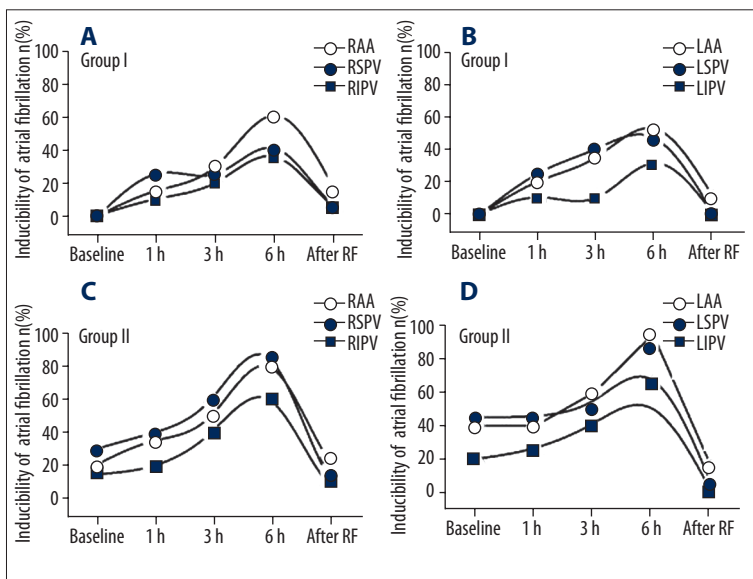 A
Group I
RAA
RSPV
RIPV
Inducibility of atrial fibrillation n(%)
100
80
60
40
20
0
Baseline 1 h 3 h 6 h After RF
B
Group I
LAA
LSPV
LIPV
Inducibility of atrial fibrillation n(%)
100
80
60
40
20
0
Baseline 1 h 3 h 6 h After RF
C
Group II
RAA
RSPV
RIPV
Inducibility of atrial fibrillation n(%)
100
80
60
40
20
0
Baseline 1 h 3 h 6 h After RF
D
Group II
LAA
LSPV
LIPV
Inducibility of atrial fibrillation n(%)
100
80
60
40
20
0
Baseline 1 h 3 h 6 h After RF